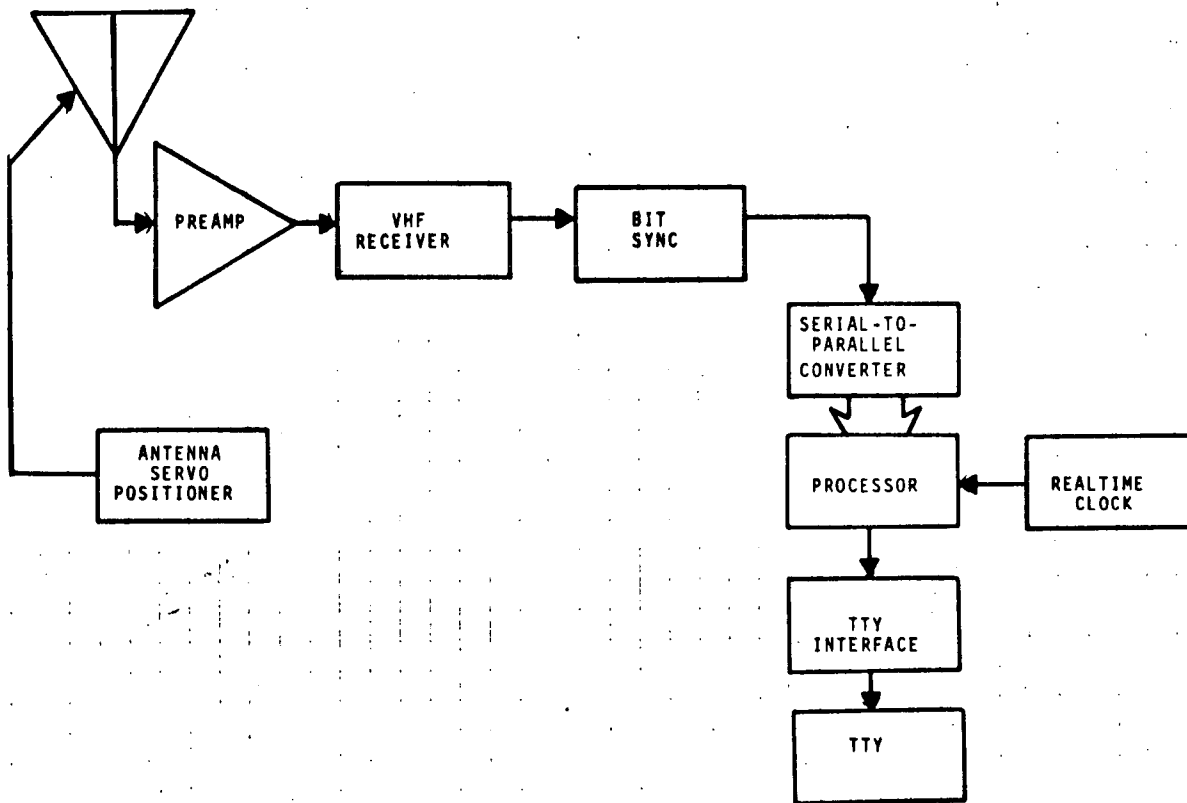 PREAMP
VHF
RECEIVER
BIT
SYNC
SERIAL-TO-
PARALLEL
CONVERTER
ANTENNA
SERVO
POSITIONER
PROCESSOR
REALTIME
CLOCK
TTY
INTERFACE
TTY